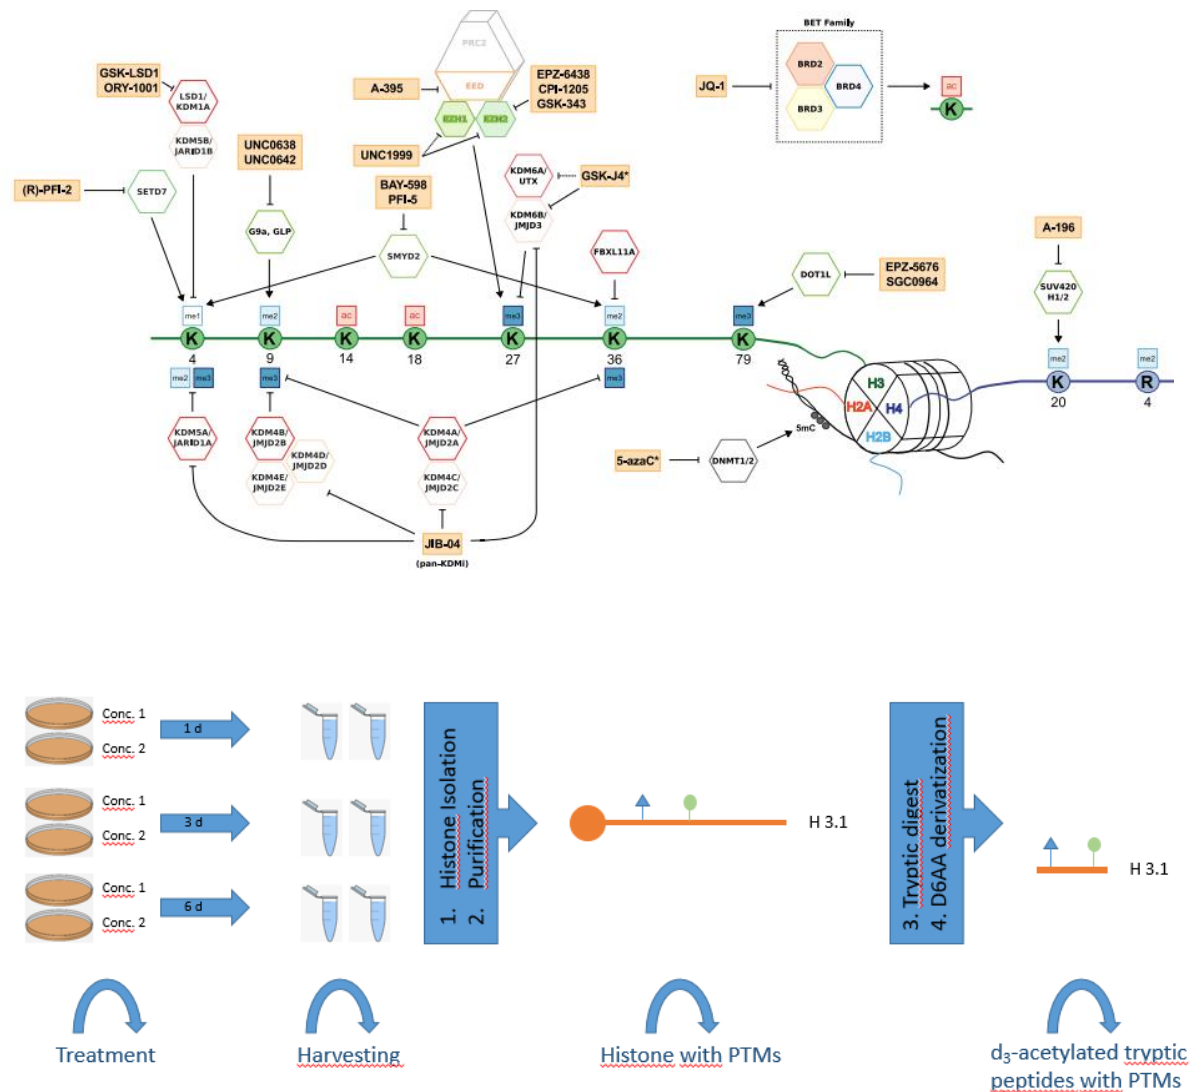 BET Family
PRC2
BRD2
BRD4
BRD3
JQ-1
ac
K
GSK-LSD1
ORY-1001
LSD1/
KDM1A
KDM5B/
JARID1B
A-395
EED
EZH1
EZH2
EPZ-6438
CPI-1205
GSK-343
UNC0638
UNC0642
UNC1999
(R)-PFI-2
SETD7
G9a, GLP
BAY-598
PFI-5
SMYD2
KDM6A/
UTX
KDM6B/
JMJD3
GSK-J4*
FBXL11A
DOT1L
EPZ-5676
SGC0964
A-196
SUV420
H1/2
me1
me2
ac
ac
me3
me2
me3
me2
me2
K
K
K
K
K
K
K
K
R
4
9
14
18
27
36
79
20
4
me2
me3
me3
me3
H3
H2A
H4
H2B
5mC
KDM5A/
JARID1A
KDM4B/
JMJD2B
KDM4D/
JMJD2D
KDM4E/
JMJD2E
KDM4A/
JMJD2A
KDM4C/
JMJD2C
5-azaC*
DNMT1/2
JIB-04
(pan-KDMi)
Conc. 1
1 d
Conc. 2
Conc. 1
3 d
Conc. 2
Conc. 1
6 d
Conc. 2
1. Histone Isolation
2. Purification
H 3.1
3. Tryptic digest
4. D6AA derivatization
H 3.1
Treatment
Harvesting
Histone with PTMs
d₃-acetylated tryptic
peptides with PTMs